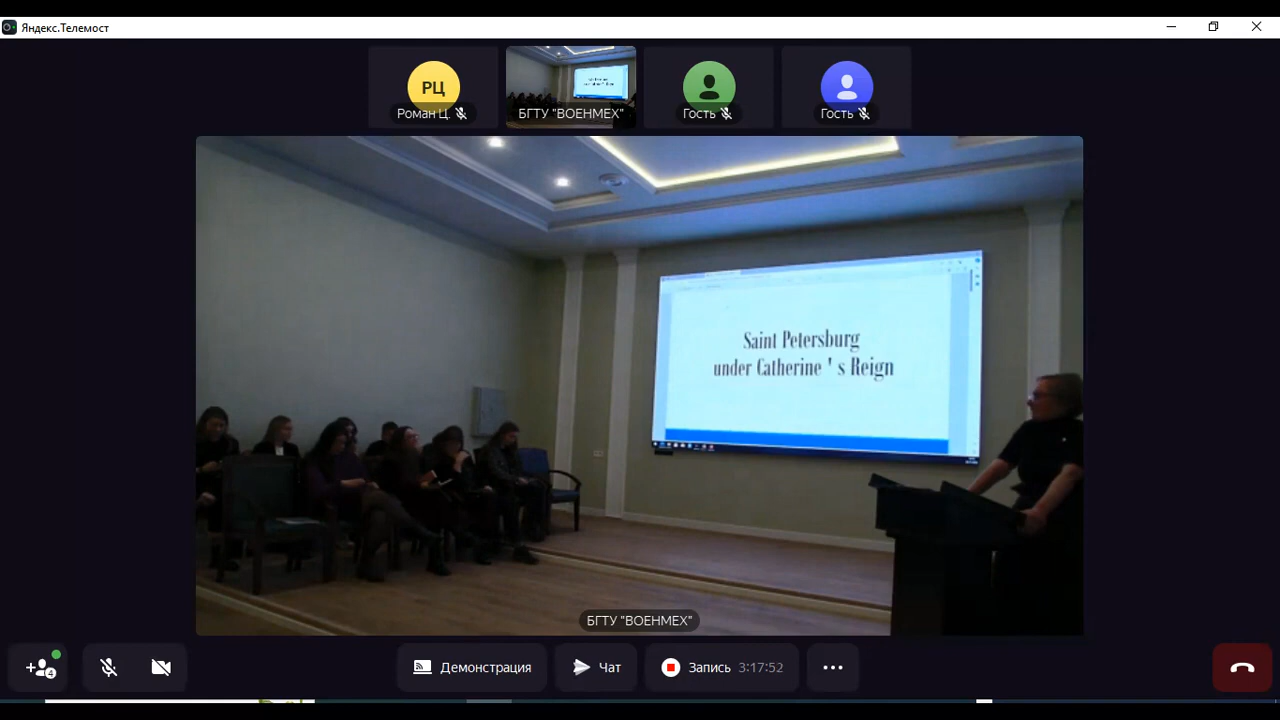 Яндекс.Телемост
РЦ
Роман Ц.
БГТУ "ВОЕНМЕХ"
Гость
Гость
Saint Petersburg
under Catherine ' s Reign
БГТУ "ВОЕНМЕХ"
4
Демонстрация
Чат
Запись 3:17:52